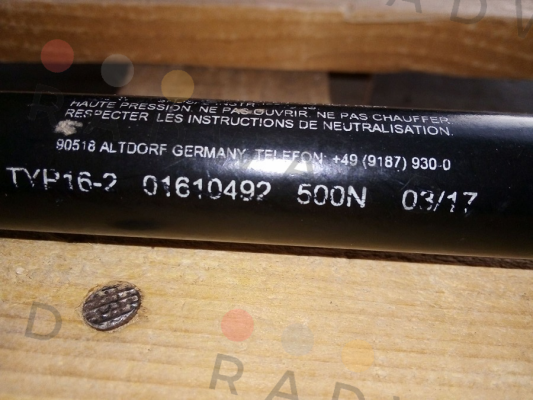 HAUTE PRESSION. NE PAS OUVRIR. NE PAS CHAUFFER.
RESPECTER LES INSTRUCTIONS DE NEUTRALISATION.
90518 ALTDORF GERMANY, TELEFON: +49 (9187) 930-0
TYP16-2 01610492 500N 03/17